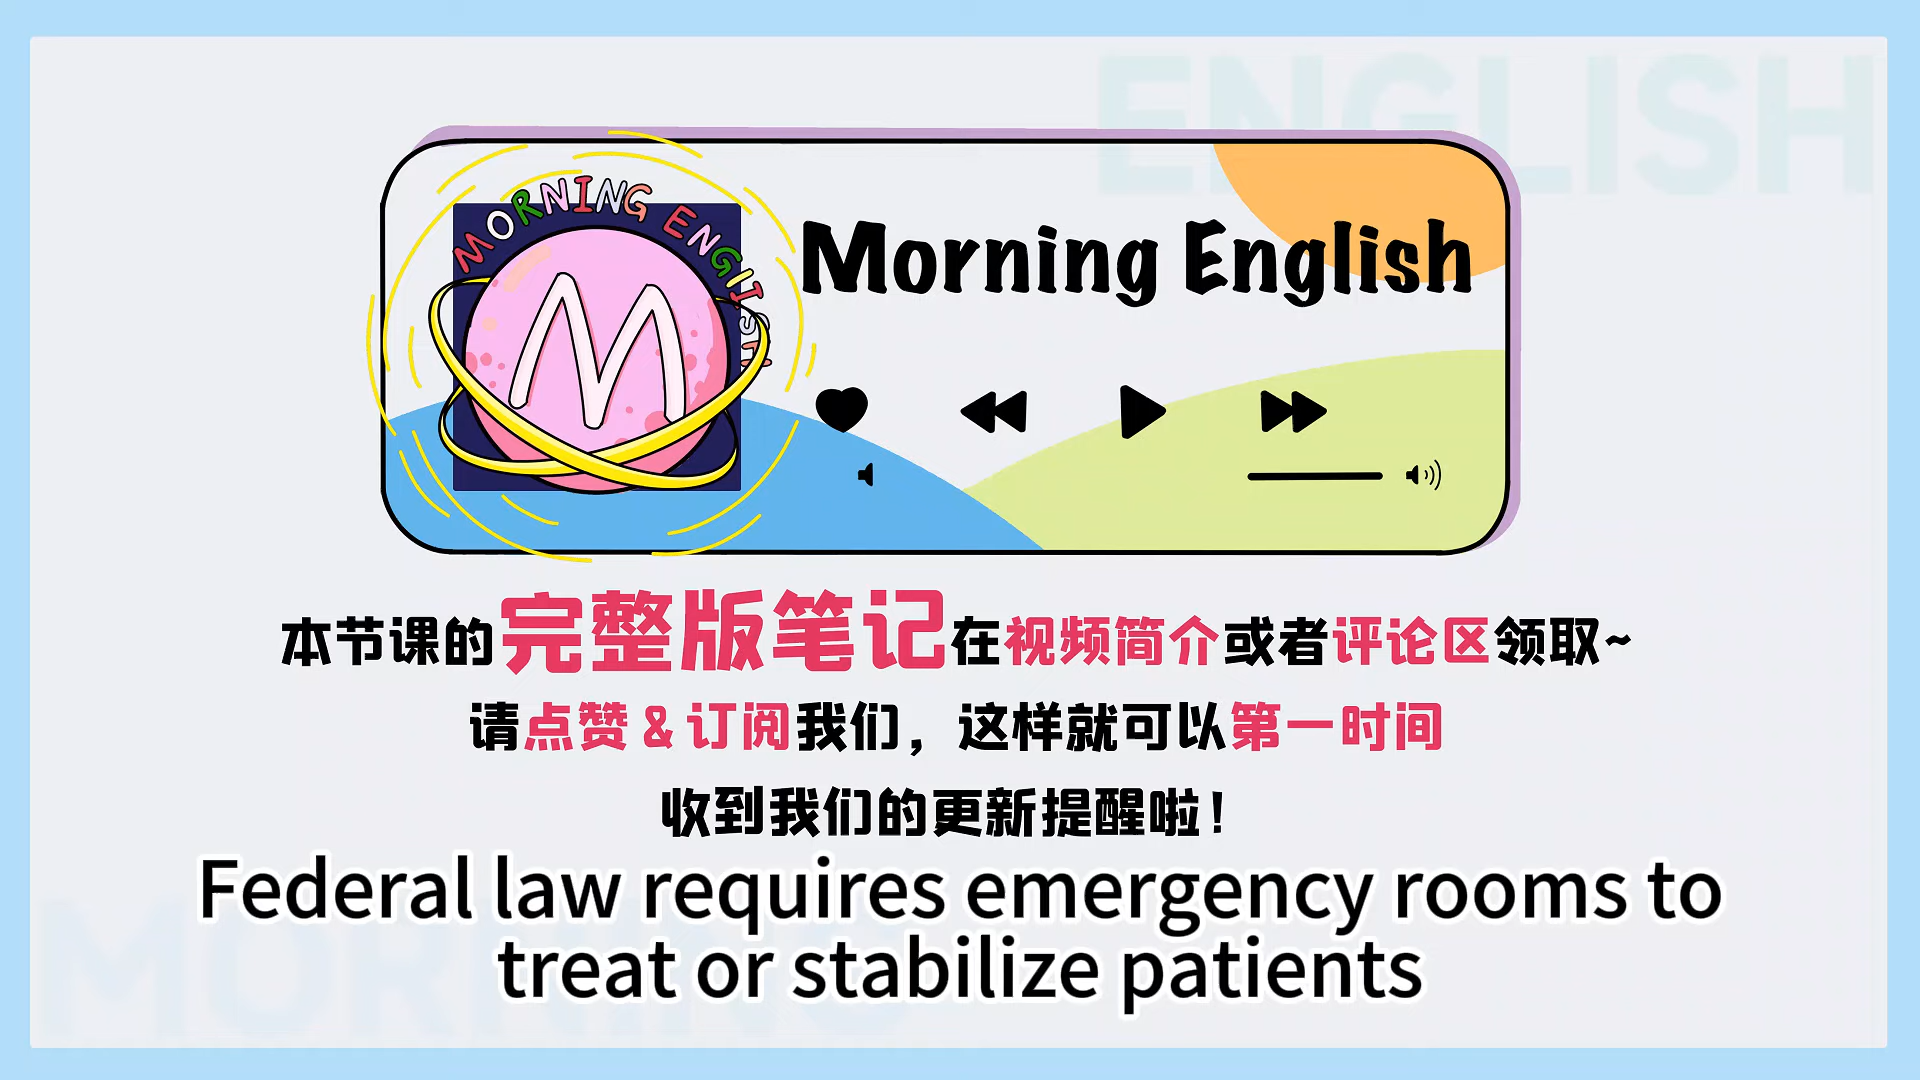 ENGLISH
MORNING ENGLISH
M
Morning English
本节课的完整版笔记在视频简介或者评论区领取~
请点赞&订阅我们，这样就可以第一时间
收到我们的更新提醒啦！
Federal law requires emergency rooms to
treat or stabilize patients
MORNING